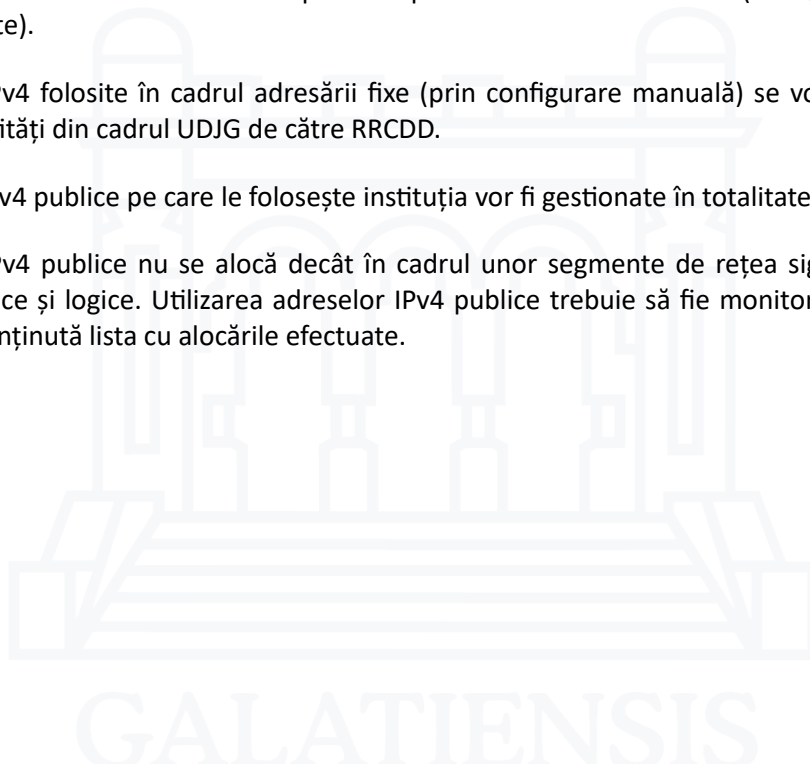 te).
v4 folosite în cadrul adresării fixe (prin configurare manuală) se
ități din cadrul UDJG de către RRCDD.
v4 publice pe care le folosește instituția vor fi gestionate în totalitate
v4 publice nu se alocă decât în cadrul unor segmente de rețea
ce și logice. Utilizarea adreselor IPv4 publice trebuie să fie
nținută lista cu alocările efectuate.
GALATIENSIS